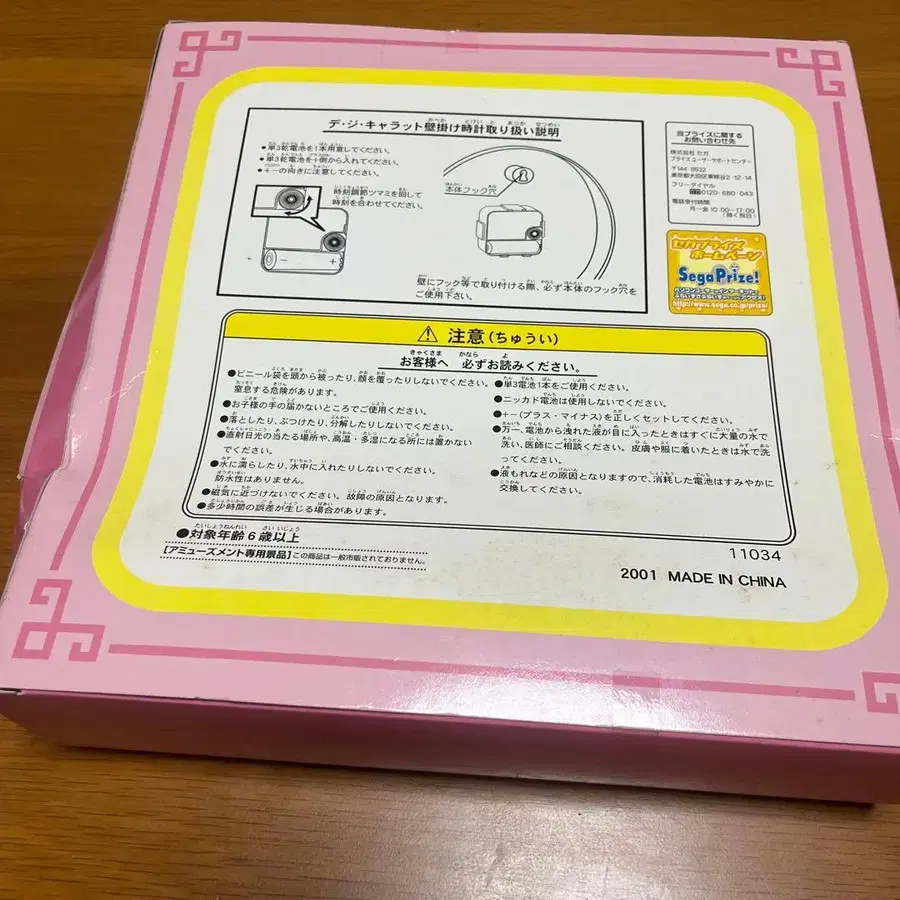 デ・ジ・キャラット壁掛け時計取り扱い説明
●単3乾電池を1本用意してください。
●単3乾電池を＋側から入れてください。
●＋－の向きに注意してください。
時刻調節ツマミを回して
時刻を合わせてください。
本体フック穴
－ ＋
壁にフック等で取り付ける際、必ず本体のフック穴を
ご使用下さい。
当プライズに関する
お問い合わせ先
株式会社 セガ
プライズ ユーザーサポートセンター
〒144-8532
東京都大田区東糀谷2-12-14
フリーダイヤル
0120-680-043
電話受付時間
月～金 10:00～17:00
(除く祝日)
セガプライズ
ホームページ
SegaPrize!
http://www.sega.co.jp/prize/
⚠ 注意(ちゅうい)
お客様へ 必ずお読みください。
●ビニール袋を頭から被ったり、顔を覆ったりしないでください。
窒息する危険があります。
●お子様の手の届かないところでご使用ください。
●落としたり、ぶつけたり、分解したりしないでください。
●直射日光の当たる場所や、高温・多湿になる所には置かない
でください。
●水に濡らしたり、水中に入れたりしないでください。
防水性はありません。
●磁気に近づけないでください。故障の原因となります。
●多少時間の誤差が生じる場合があります。
●単3電池1本をご使用ください。
●ニッカド電池は使用しないでください。
●＋－(プラス・マイナス)を正しくセットしてください。
●万一、電池から洩れた液が目に入ったときはすぐに大量の水で
洗い、医師にご相談ください。皮膚や服に着いたときは水で洗
ってください。
●液もれなどの原因となりますので、消耗した電池はすみやかに
交換してください。
●対象年齢6歳以上
【アミューズメント専用景品】この商品は一般市販されておりません。
11034
2001 MADE IN CHINA